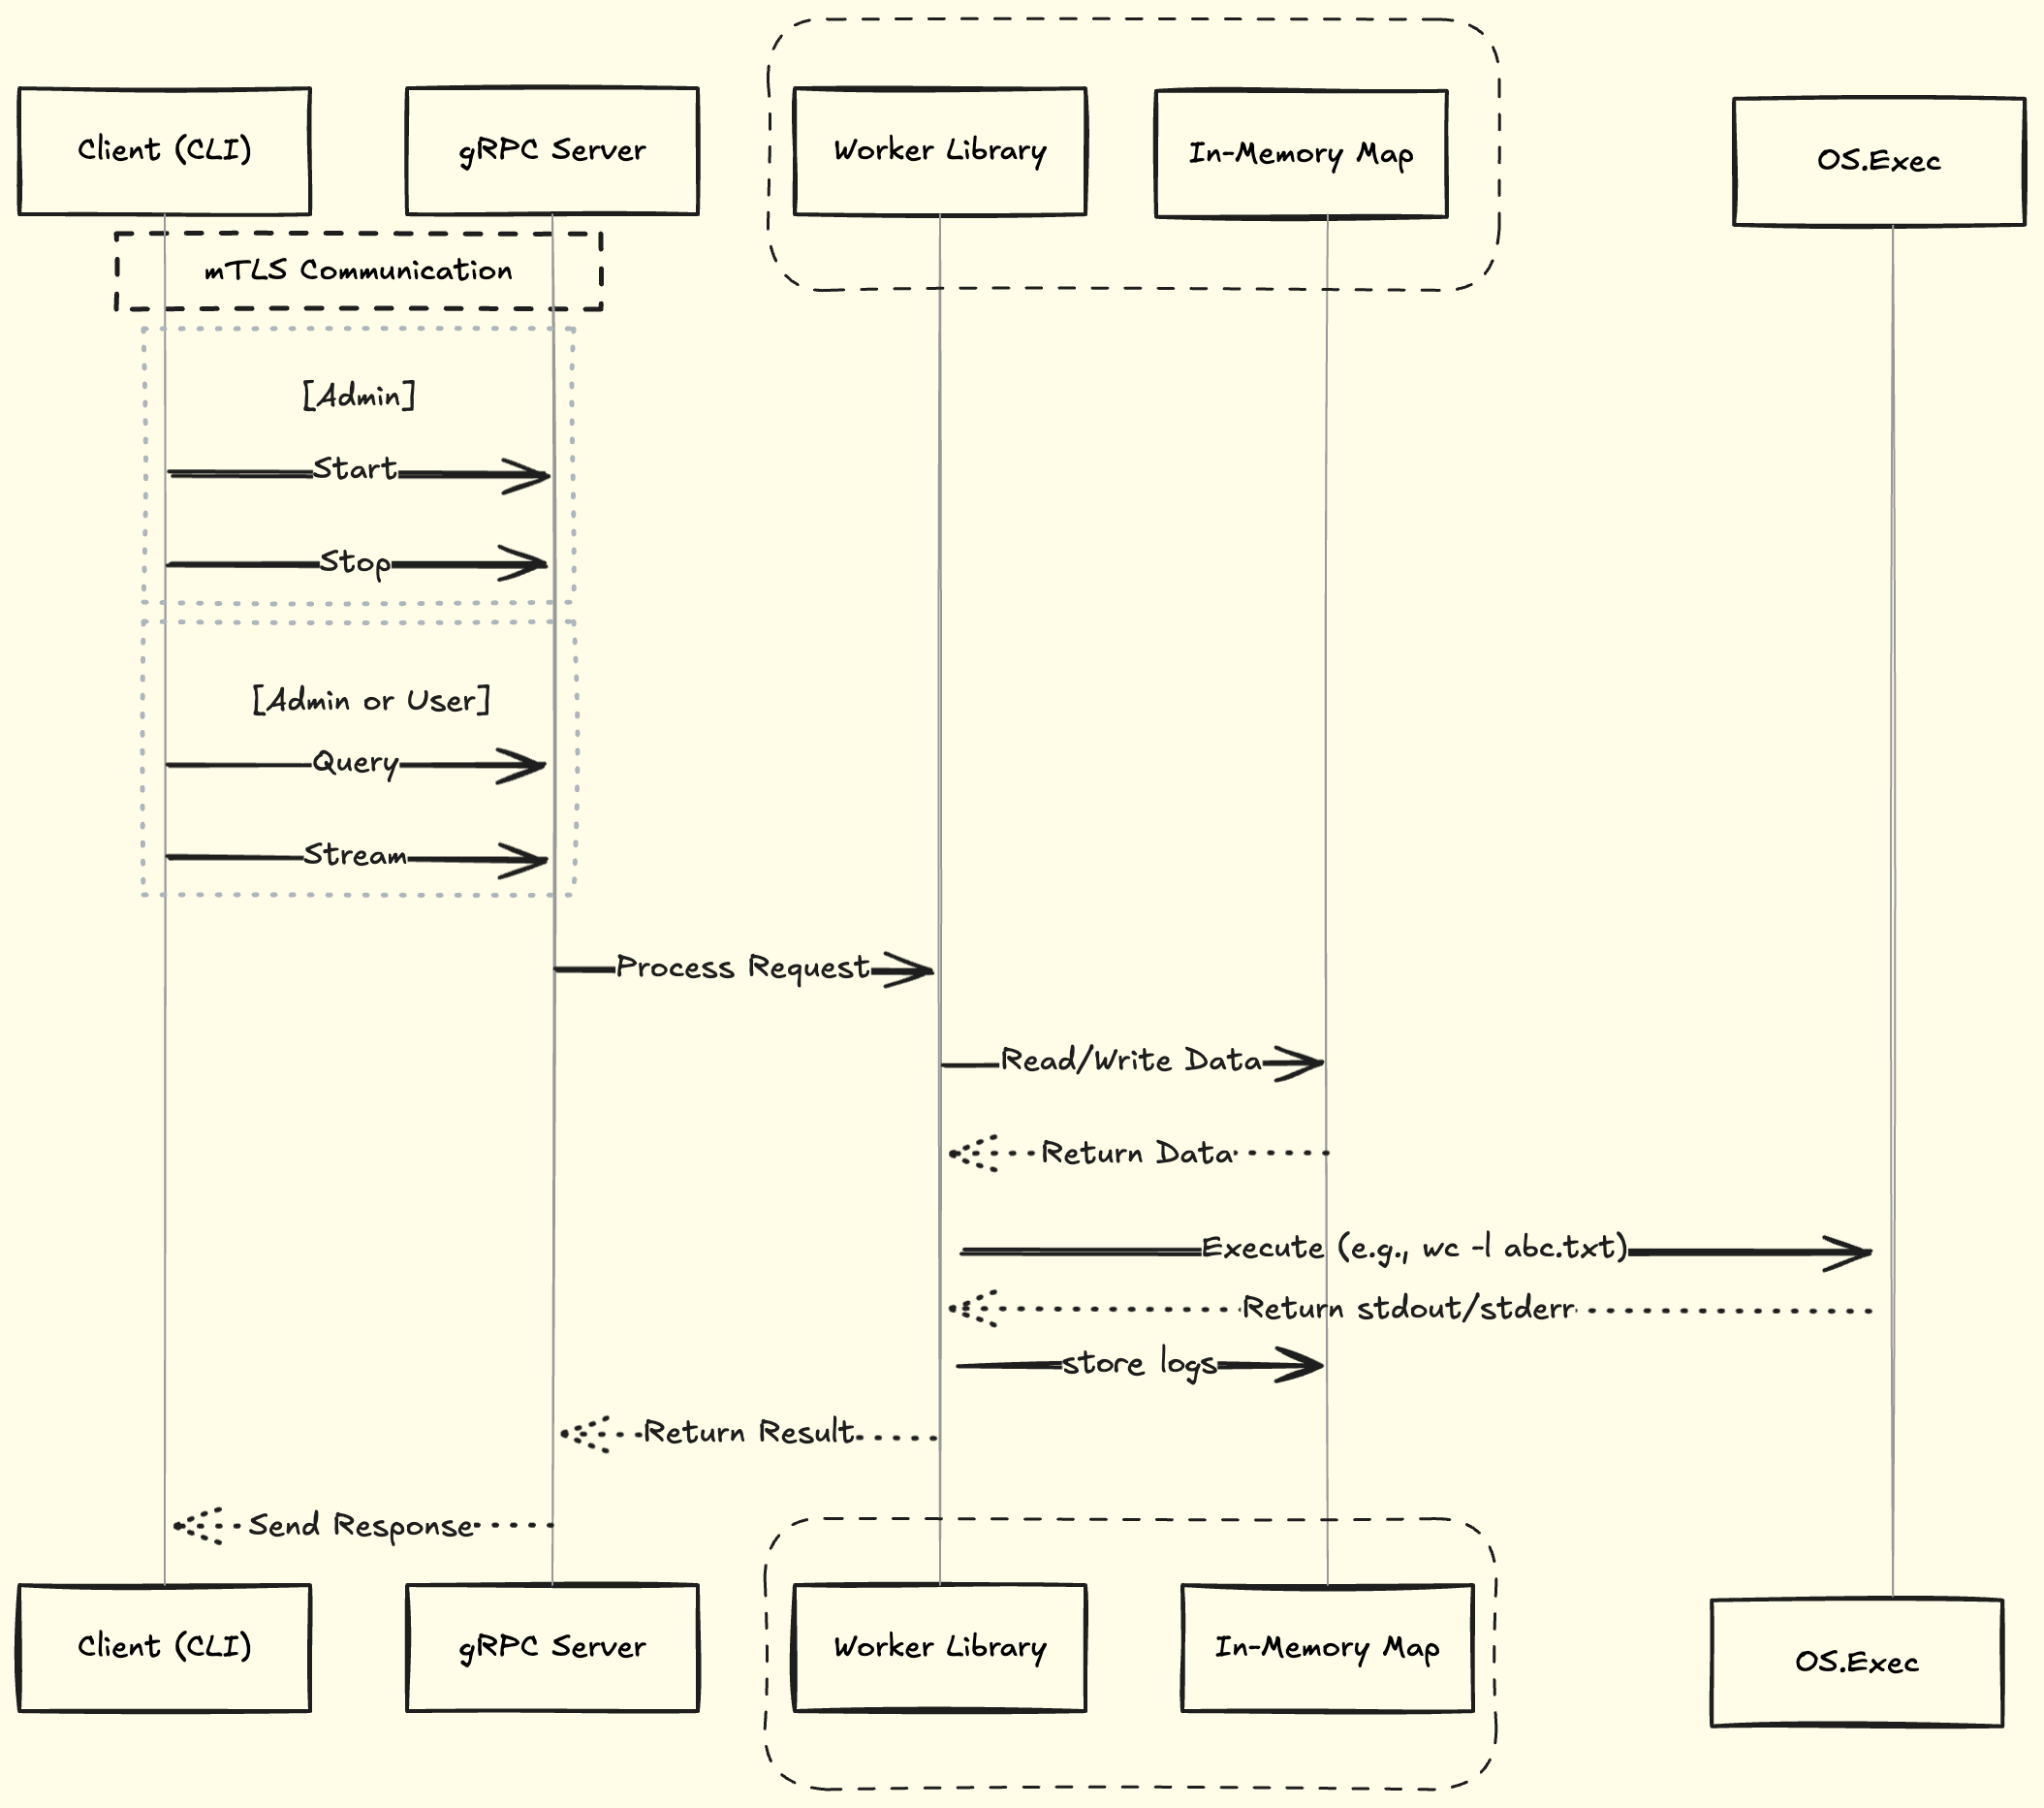 Client (CLI)
gRPC Server
Worker Library
In-Memory Map
OS.Exec
mTLS Communication
[Admin]
Start
Stop
[Admin or User]
Query
Stream
Process Request
Read/Write Data
Return Data
Execute (e.g., wc -l abc.txt)
Return stdout/stderr
store logs
Return Result
Send Response
Client (CLI)
gRPC Server
Worker Library
In-Memory Map
OS.Exec